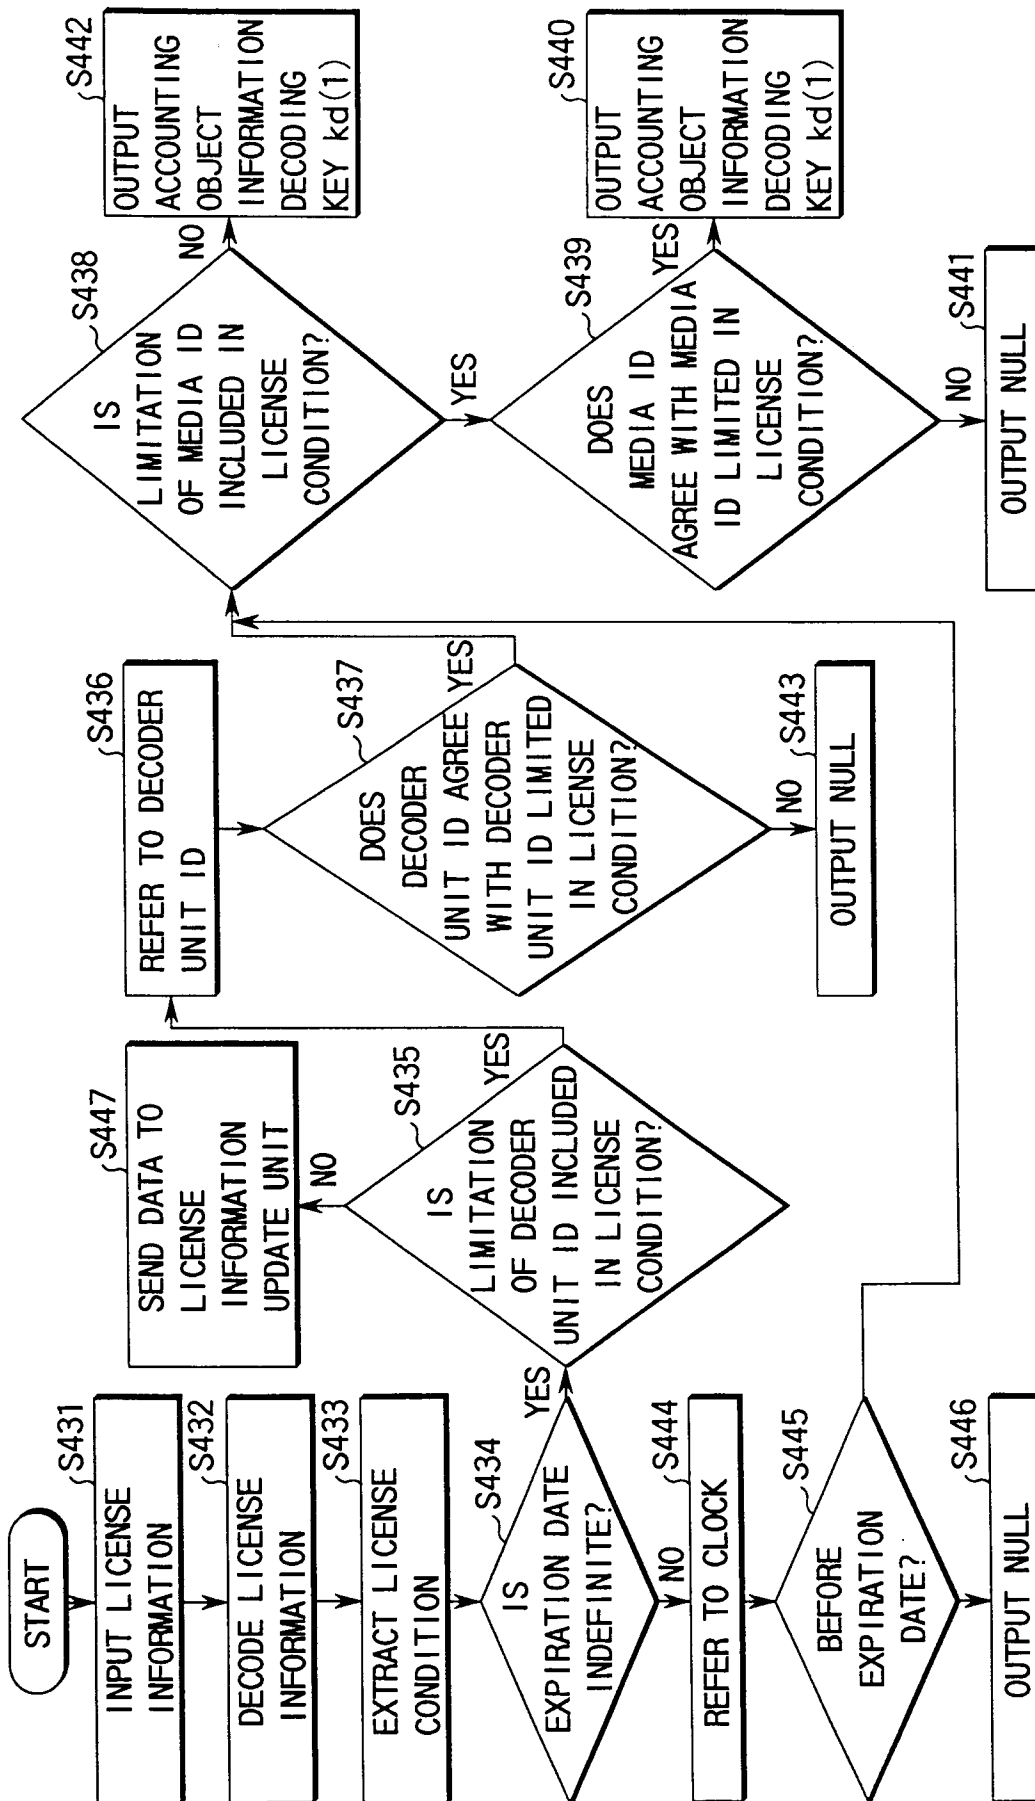 START
S431
INPUT LICENSE
INFORMATION
S432
DECODE LICENSE
INFORMATION
S433
EXTRACT LICENSE
CONDITION
S434
IS
EXPIRATION DATE
INDEFINITE?
YES
NO
S444
REFER TO CLOCK
S445
BEFORE
EXPIRATION
DATE?
S446
OUTPUT NULL
S447
SEND DATA TO
LICENSE
INFORMATION
UPDATE UNIT
NO
S435
IS
LIMITATION
OF DECODER
UNIT ID INCLUDED
IN LICENSE
CONDITION?
YES
S436
REFER TO DECODER
UNIT ID
S437
DOES
DECODER
UNIT ID AGREE
WITH DECODER
UNIT ID LIMITED
IN LICENSE
CONDITION?
YES
NO
S443
OUTPUT NULL
S438
IS
LIMITATION
OF MEDIA ID
INCLUDED IN
LICENSE
CONDITION?
NO
YES
S442
OUTPUT
ACCOUNTING
OBJECT
INFORMATION
DECODING
KEY kd(1)
S439
DOES
MEDIA ID
AGREE WITH MEDIA
ID LIMITED IN
LICENSE
CONDITION?
YES
NO
S440
OUTPUT
ACCOUNTING
OBJECT
INFORMATION
DECODING
KEY kd(1)
S441
OUTPUT NULL